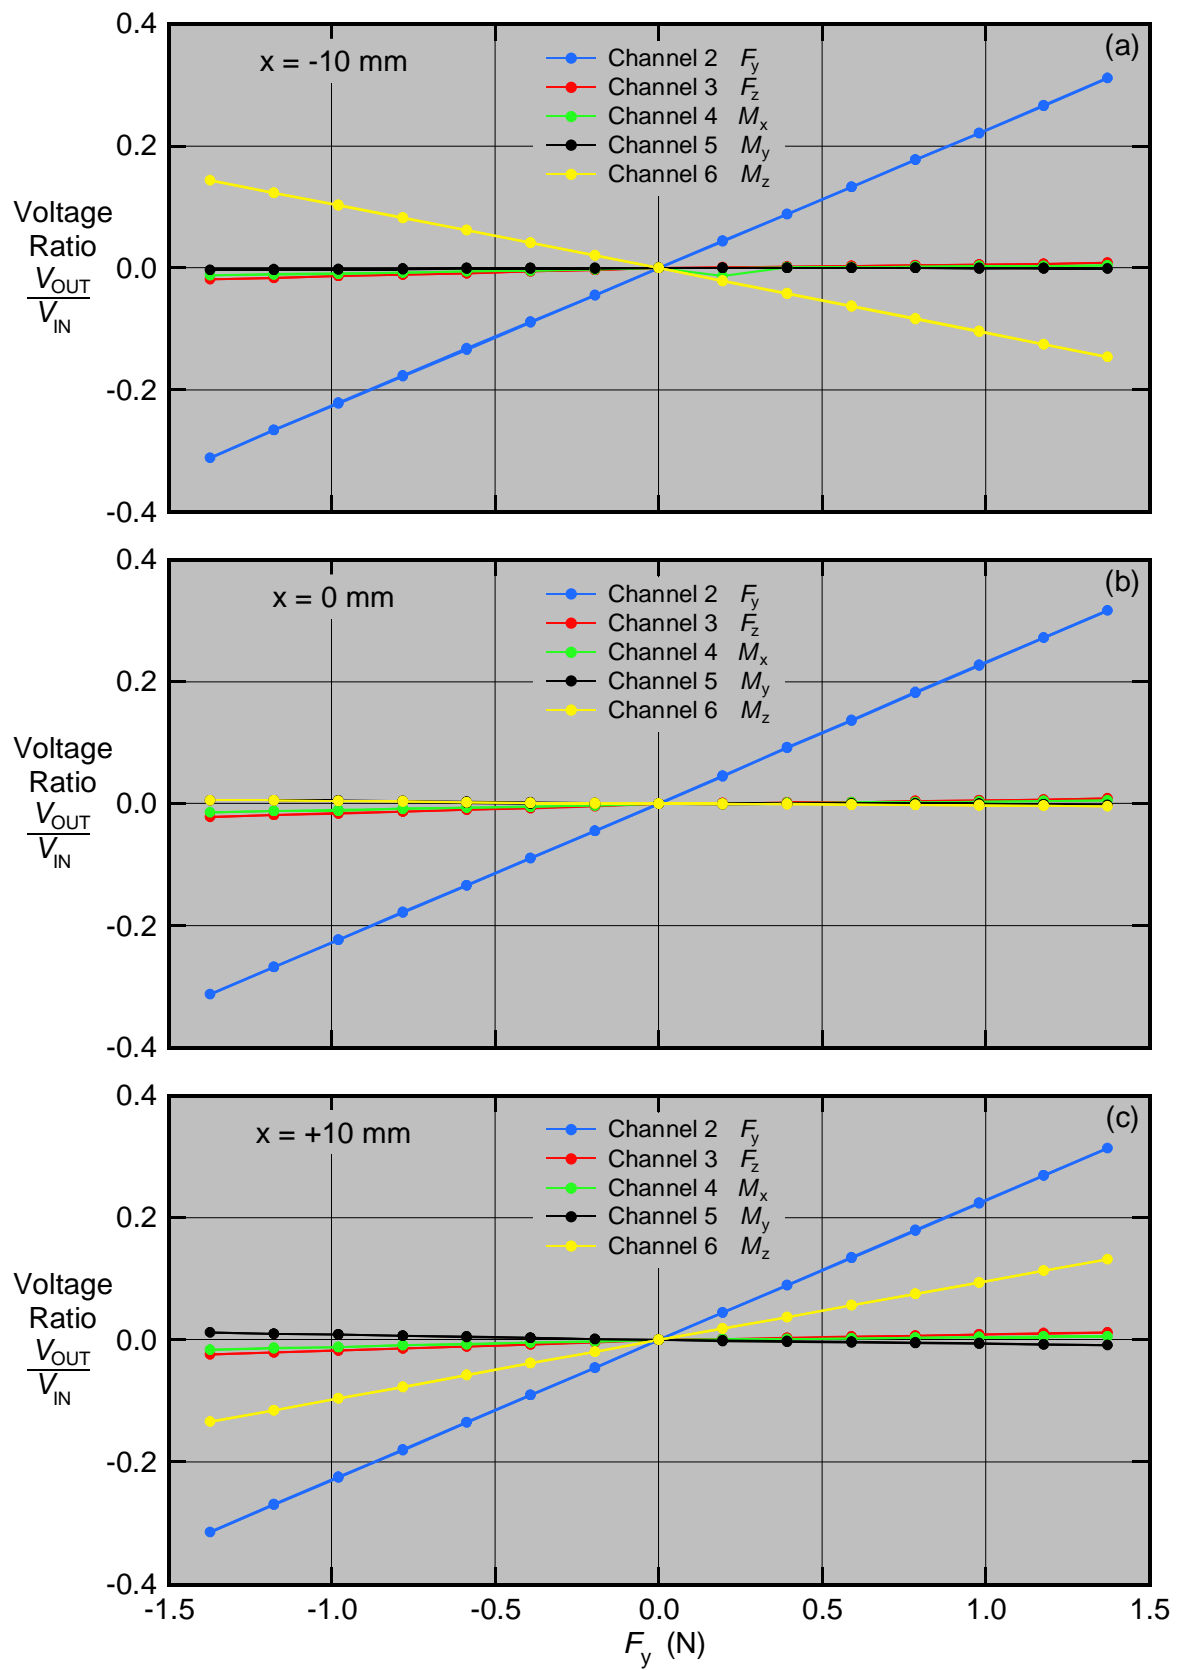 0.4
x = -10 mm
(a)
Channel 2 Fy
Channel 3 Fz
Channel 4 Mx
Channel 5 My
Channel 6 Mz
0.2
Voltage
Ratio
VOUT
VIN
0.0
-0.2
-0.4
0.4
x = 0 mm
(b)
Channel 2 Fy
Channel 3 Fz
Channel 4 Mx
Channel 5 My
Channel 6 Mz
0.2
Voltage
Ratio
VOUT
VIN
0.0
-0.2
-0.4
0.4
x = +10 mm
(c)
Channel 2 Fy
Channel 3 Fz
Channel 4 Mx
Channel 5 My
Channel 6 Mz
0.2
Voltage
Ratio
VOUT
VIN
0.0
-0.2
-0.4
-1.5 -1.0 -0.5 0.0 0.5 1.0 1.5
Fy (N)